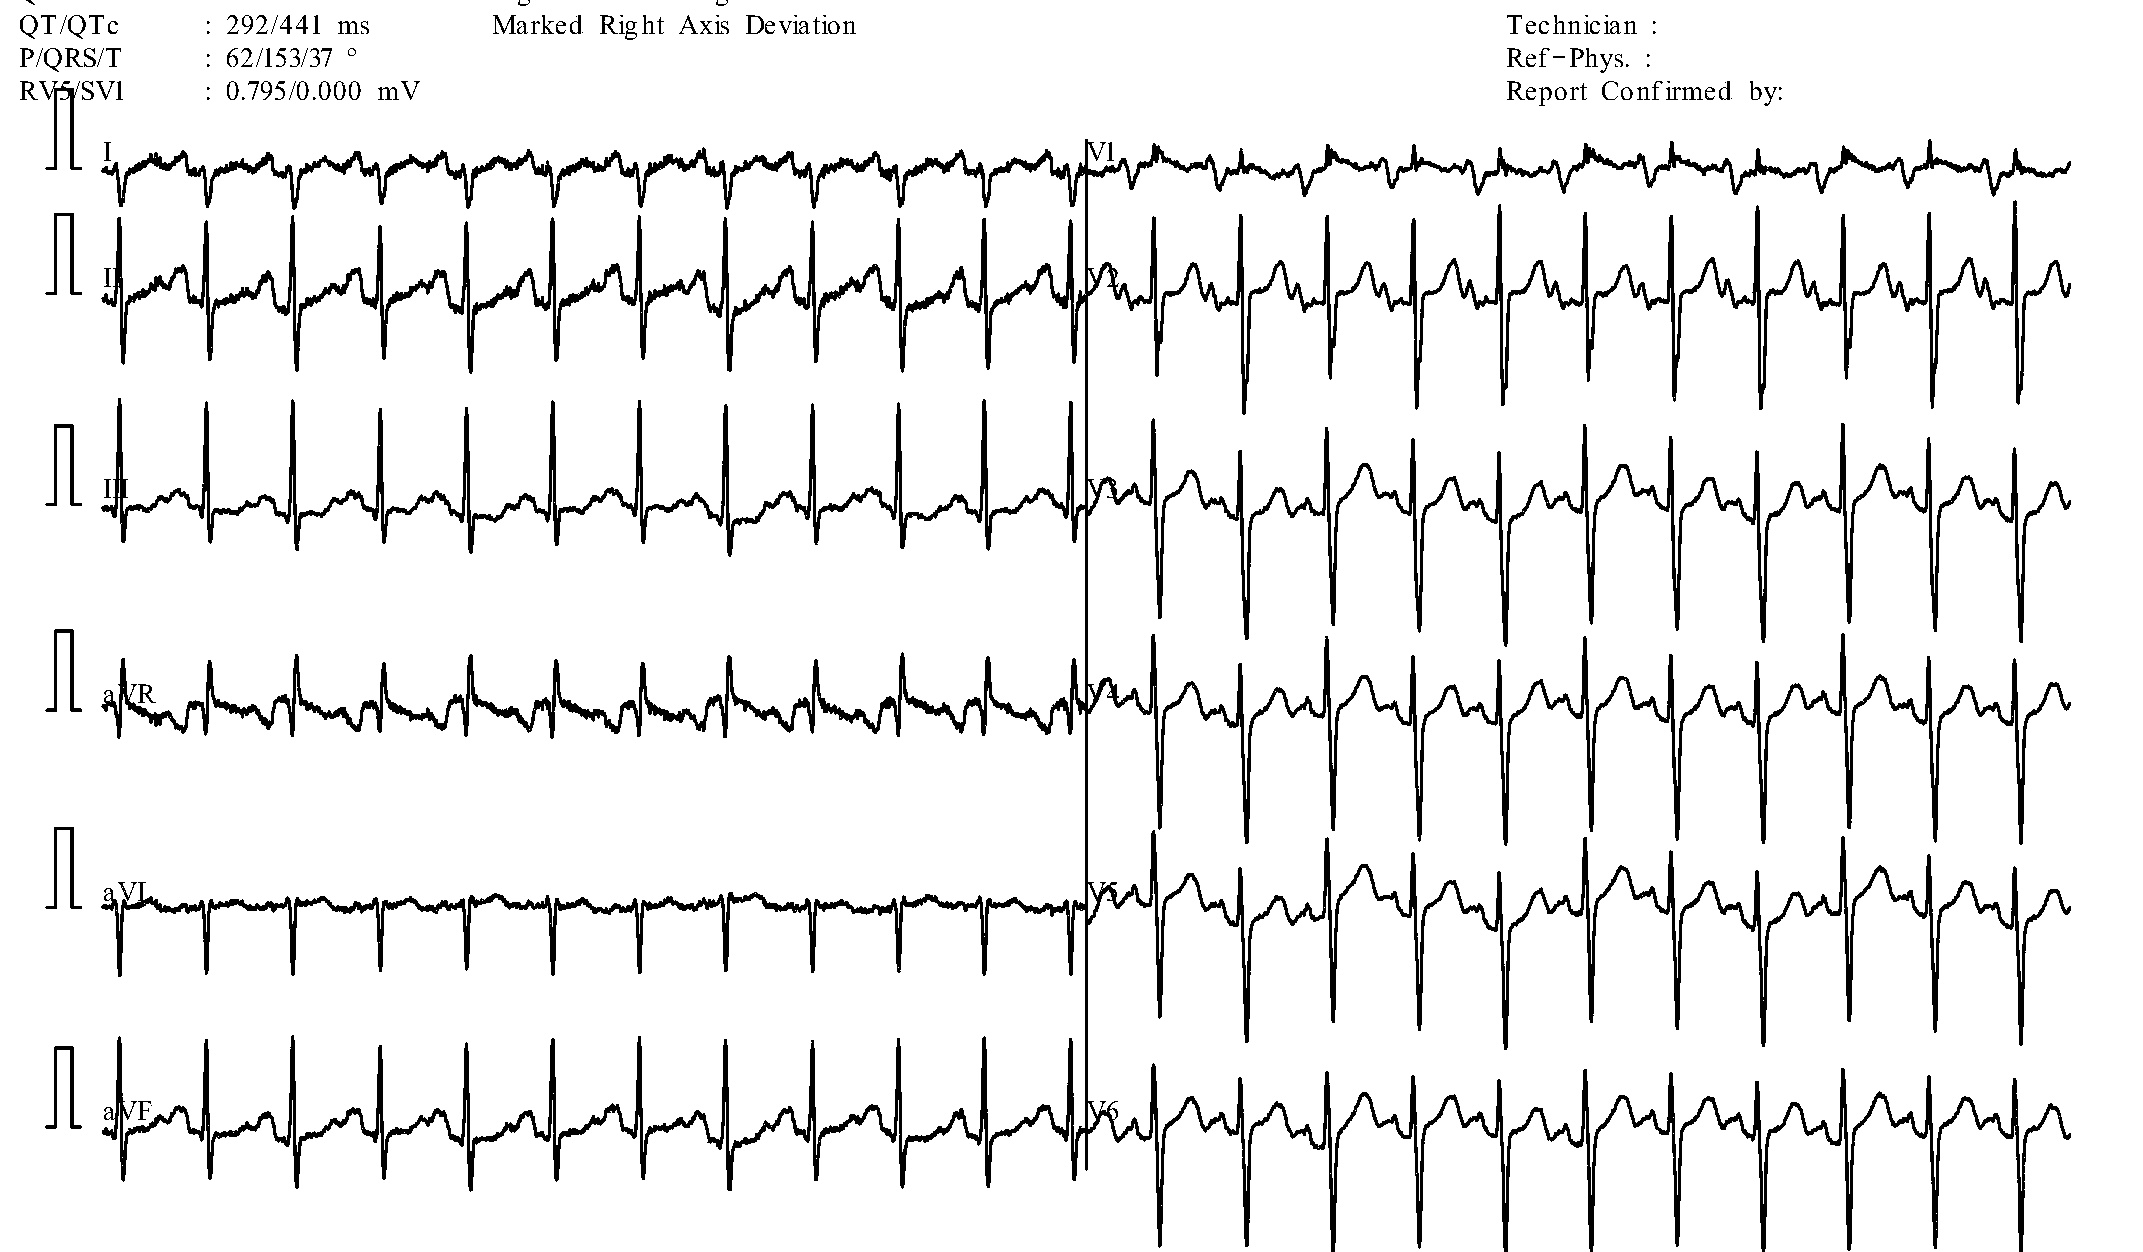 QT/QTc : 292/441 ms
P/QRS/T : 62/153/37 °
RV5/SV1 : 0.795/0.000 mV
Marked Right Axis Deviation
Technician :
Ref-Phys. :
Report Confirmed by:
I
II
III
aVR
aVL
aVF
V1
V2
V3
V4
V5
V6